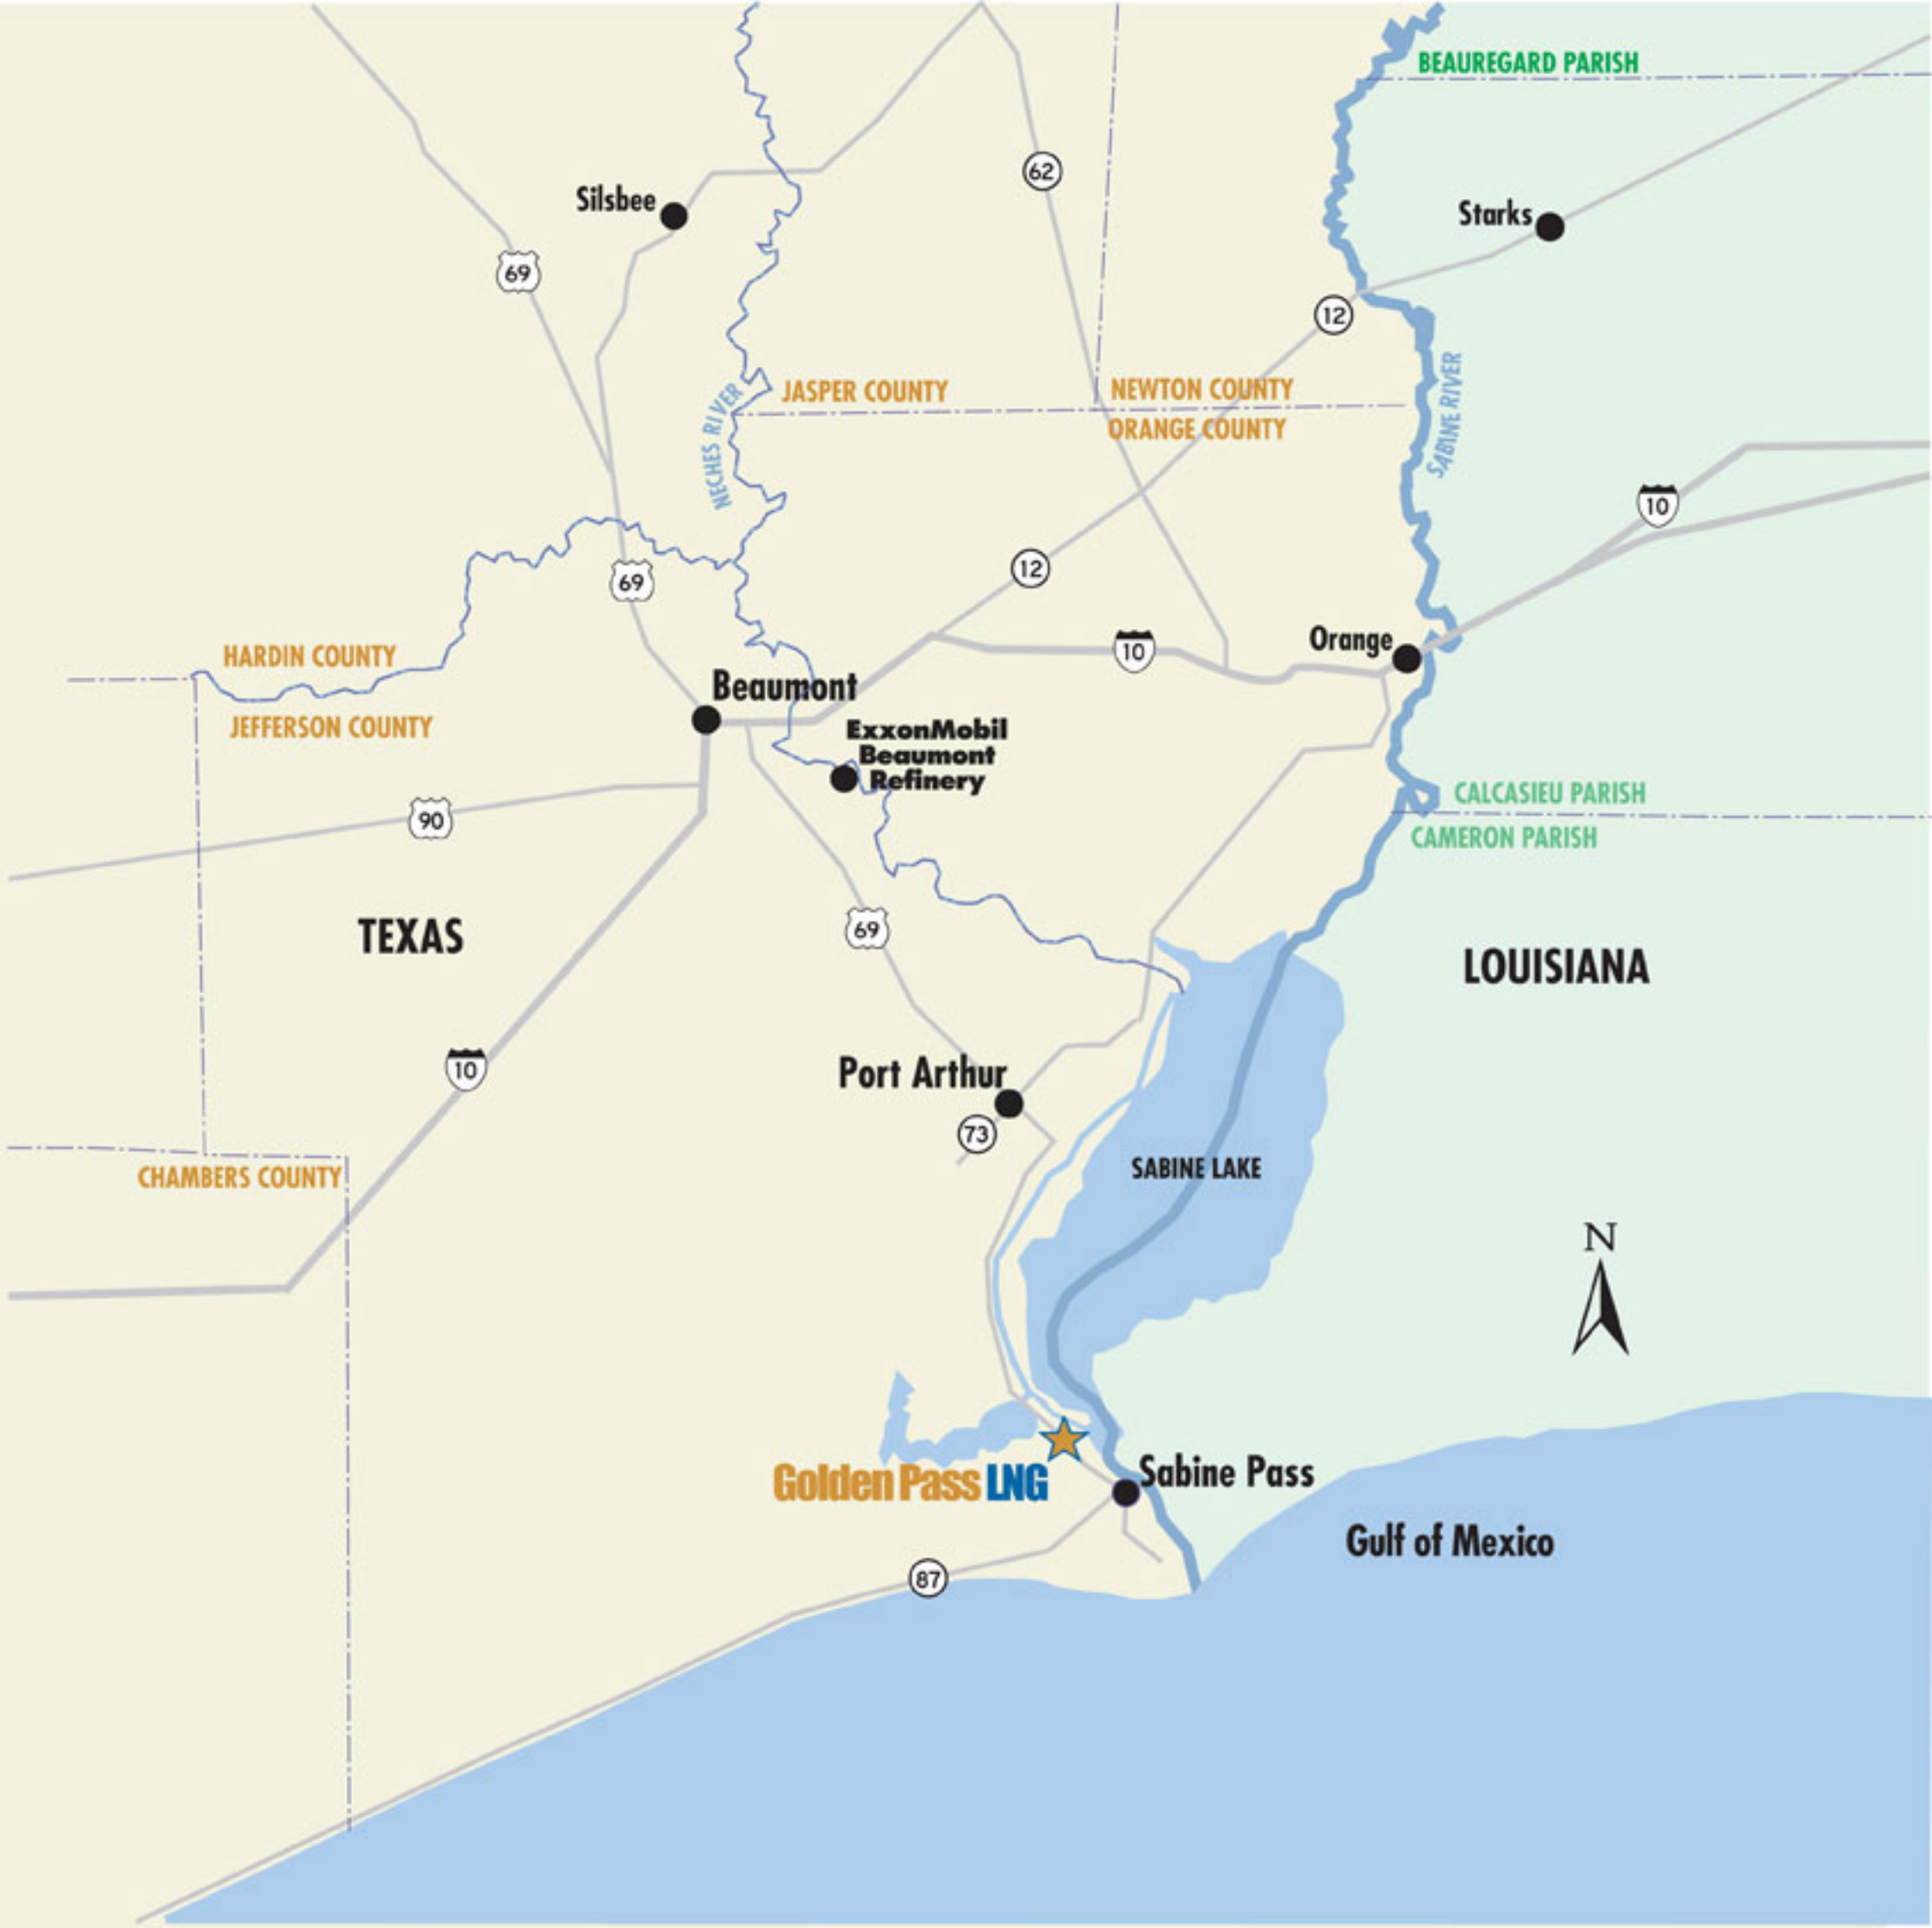 BEAUREGARD PARISH
62
Silsbee
Starks
69
12
JASPER COUNTY
NEWTON COUNTY
ORANGE COUNTY
NECHES RIVER
SABINE RIVER
10
12
69
HARDIN COUNTY
JEFFERSON COUNTY
Orange
10
Beaumont
ExxonMobil
Beaumont
Refinery
90
CALCASIEU PARISH
CAMERON PARISH
TEXAS
69
LOUISIANA
10
Port Arthur
73
CHAMBERS COUNTY
SABINE LAKE
N
Golden Pass LNG
Sabine Pass
Gulf of Mexico
87